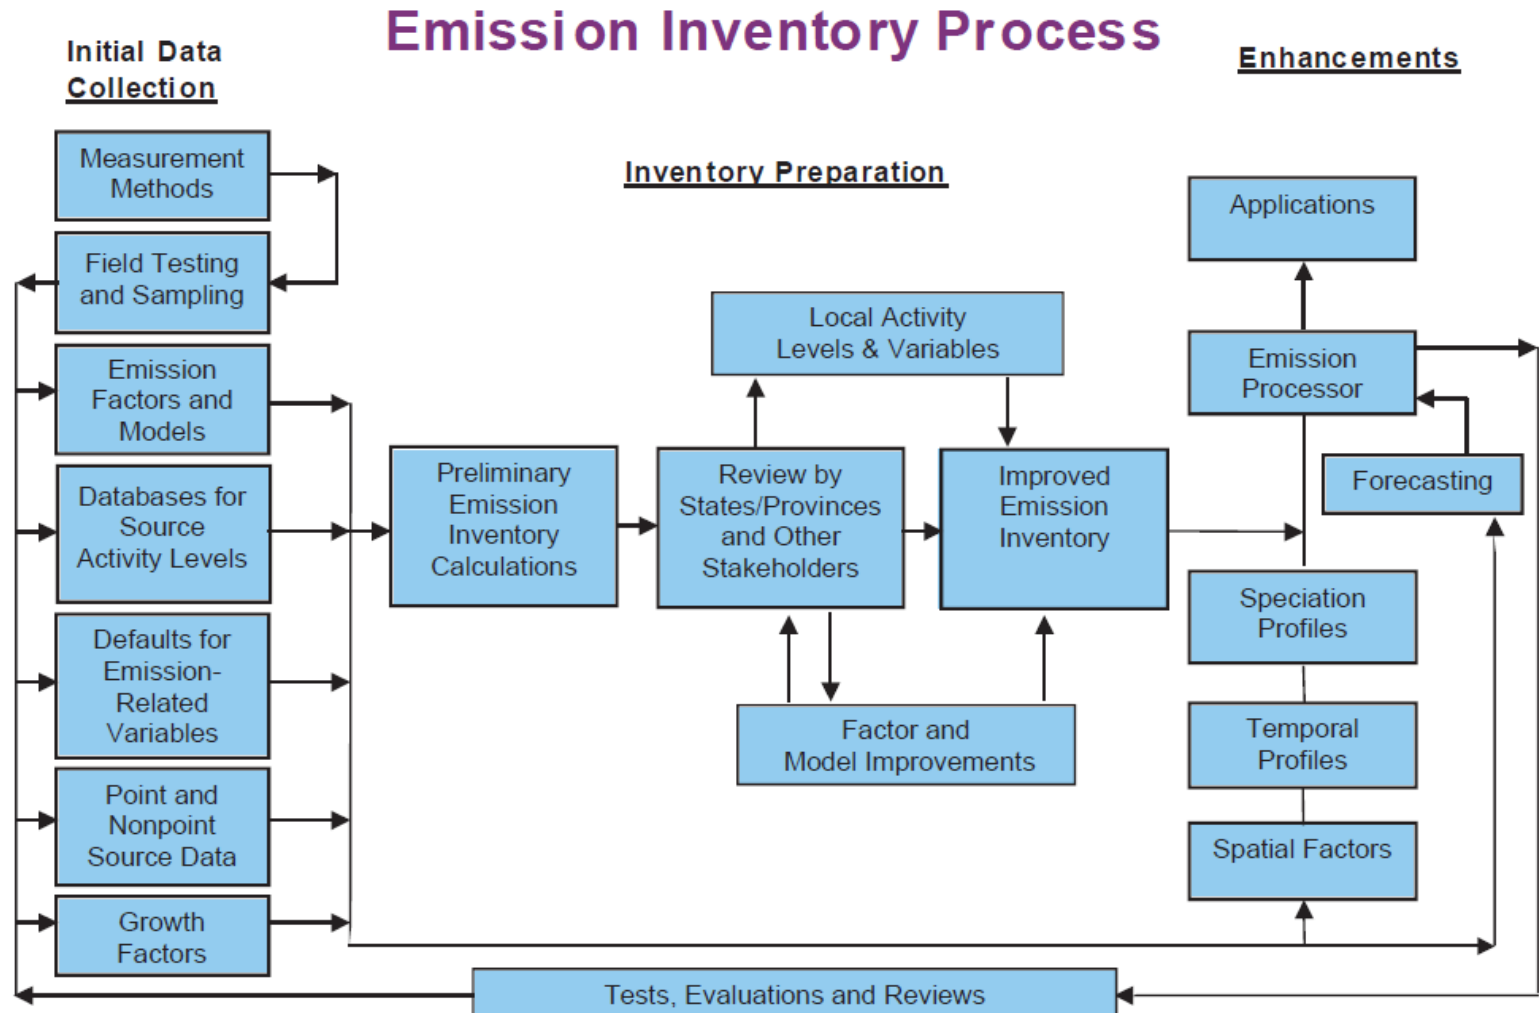 Emission Inventory Process
Initial Data
Collection
Measurement
Methods
Field Testing
and Sampling
Emission
Factors and
Models
Databases for
Source
Activity Levels
Defaults for
Emission-
Related
Variables
Point and
Nonpoint
Source Data
Growth
Factors
Inventory Preparation
Local Activity
Levels & Variables
Preliminary
Emission
Inventory
Calculations
Review by
States/Provinces
and Other
Stakeholders
Improved
Emission
Inventory
Factor and
Model Improvements
Enhancements
Applications
Emission
Processor
Forecasting
Speciation
Profiles
Temporal
Profiles
Spatial Factors
Tests, Evaluations and Reviews